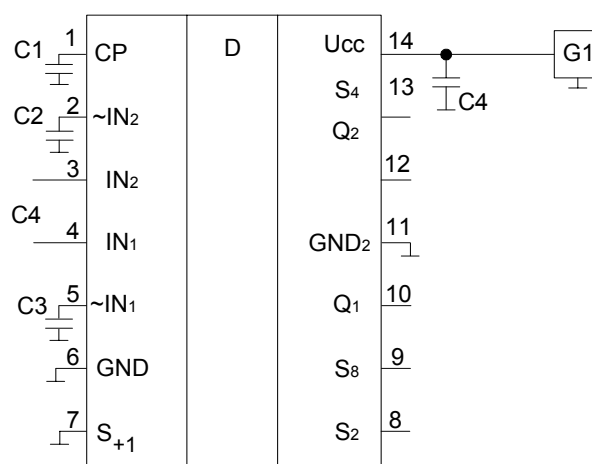 C1 1 CP D Ucc 14 G1
S4 13 C4
C2 2 ~IN2 Q2
3 IN2 12
C4 4 IN1 GND2 11
C3 5 ~IN1 Q1 10
6 GND S8 9
7 S+1 S2 8